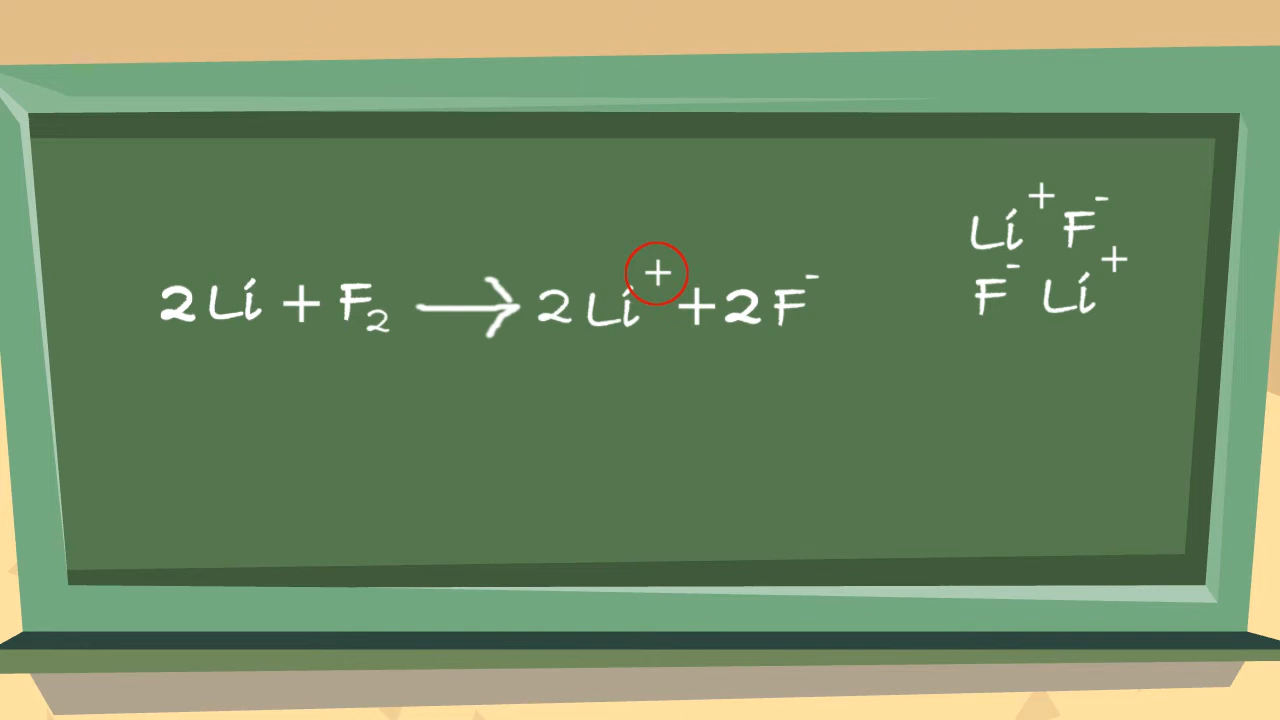 2Li + F₂ ⟶ 2Li⁺ + 2F⁻
Li⁺ F⁻
F⁻ Li⁺